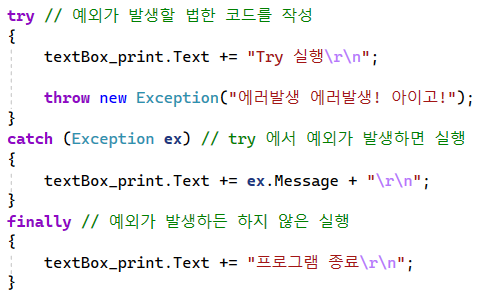 try // 예외가 발생할 법한 코드를 작성
{
    textBox_print.Text += "Try 실행\r\n";

    throw new Exception("에러발생 에러발생! 아이고!");
}
catch (Exception ex) // try 에서 예외가 발생하면 실행
{
    textBox_print.Text += ex.Message + "\r\n";
}
finally // 예외가 발생하든 하지 않은 실행
{
    textBox_print.Text += "프로그램 종료\r\n";
}